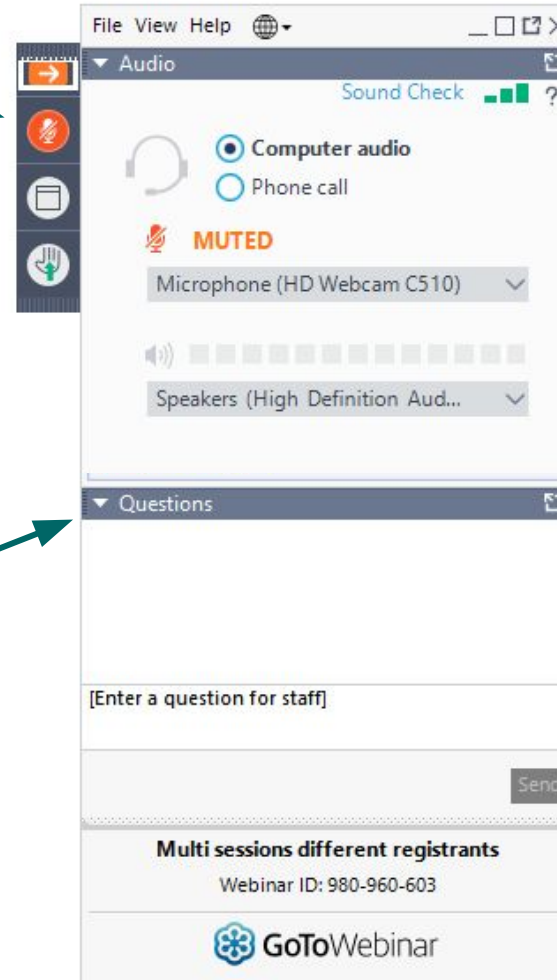 File View Help
Audio
Sound Check ?
Computer audio
Phone call
MUTED
Microphone (HD Webcam C510)
Speakers (High Definition Aud...
Questions
[Enter a question for staff]
Send
Multi sessions different registrants
Webinar ID: 980-960-603
GoToWebinar